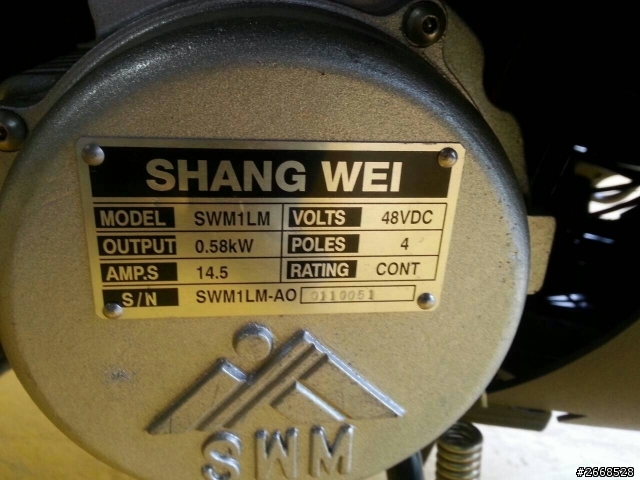 SHANG WEI
MODEL SWM1LM VOLTS 48VDC
OUTPUT 0.58kW POLES 4
AMP.S 14.5 RATING CONT
S/N SWM1LM-AO 0110051
SWM
#2668528